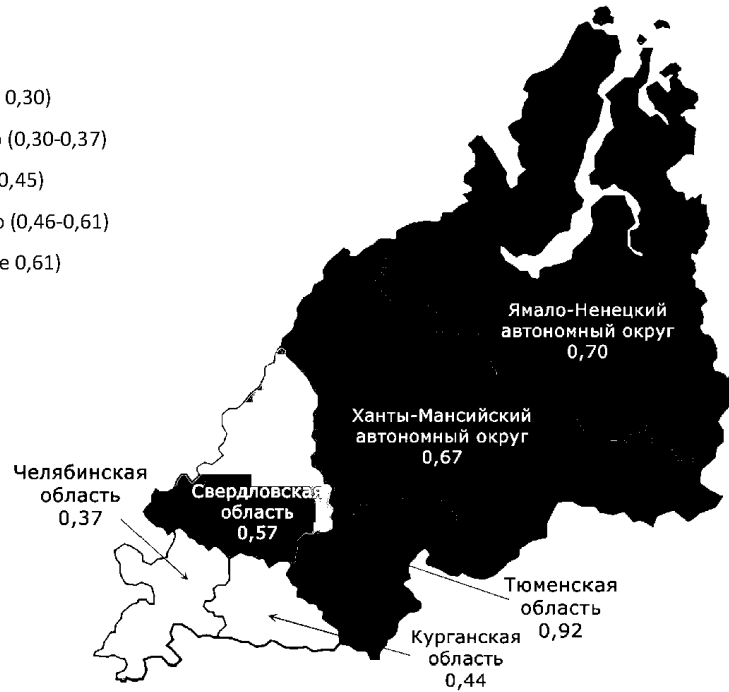 0,30)
(0,30-0,37)
0,45)
(0,46-0,61)
0,61)
Ямало-Ненецкий
автономный округ
0,70
Ханты-Мансийский
автономный округ
0,67
Челябинская
область
0,37
Свердловская
область
0,57
Тюменская
область
0,92
Курганская
область
0,44